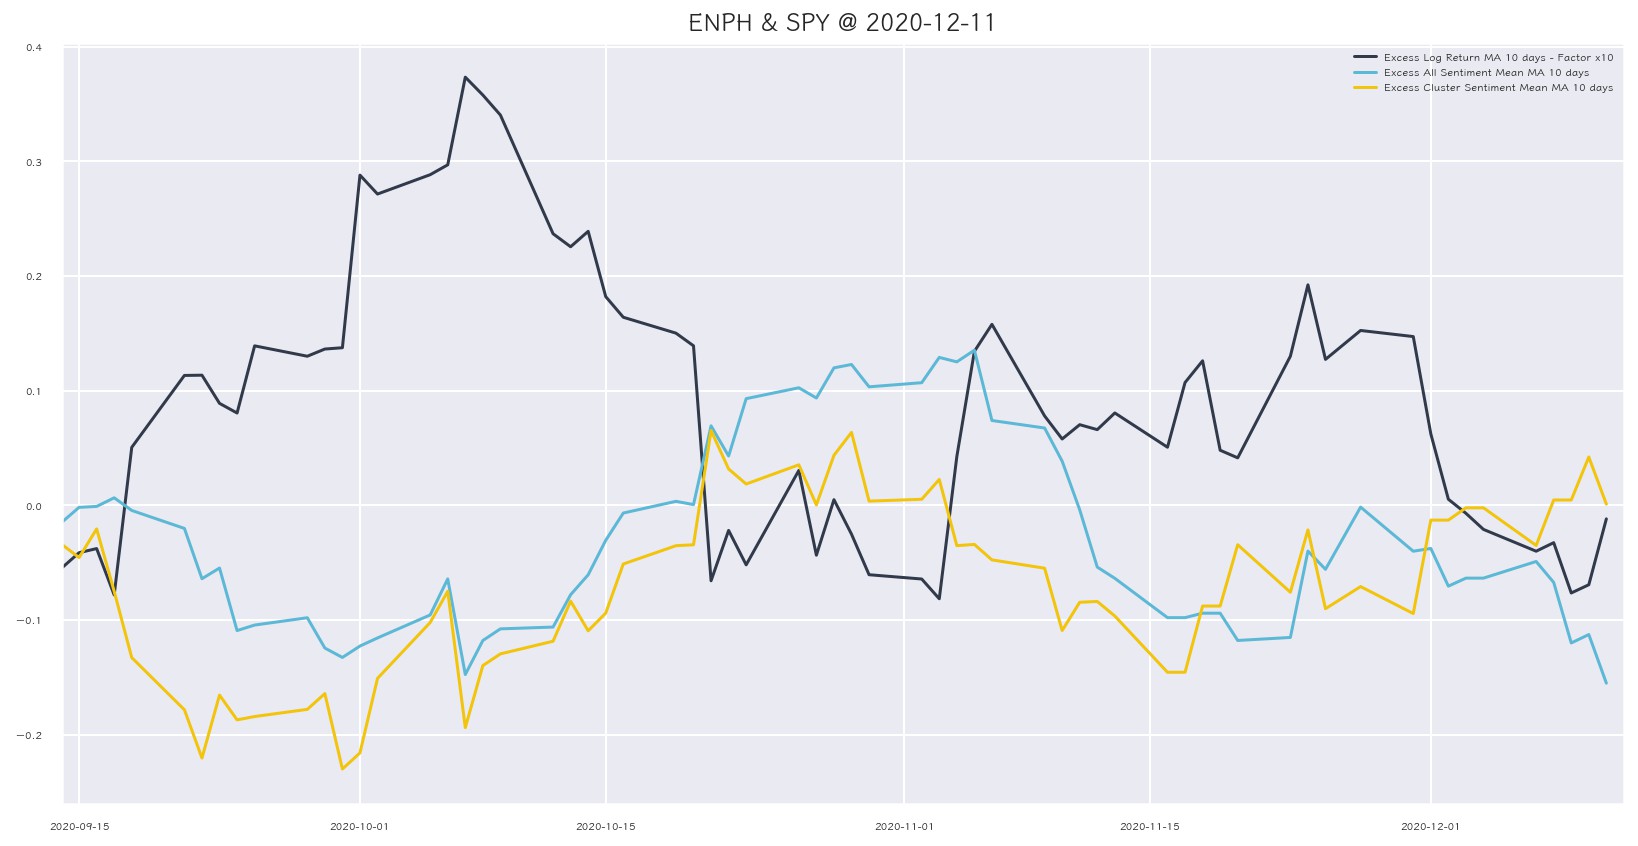 ENPH & SPY @ 2020-12-11
Excess Log Return MA 10 days - Factor x10
Excess All Sentiment Mean MA 10 days
Excess Cluster Sentiment Mean MA 10 days
0.4
0.3
0.2
0.1
0.0
−0.1
−0.2
2020-09-15 2020-10-01 2020-10-15 2020-11-01 2020-11-15 2020-12-01